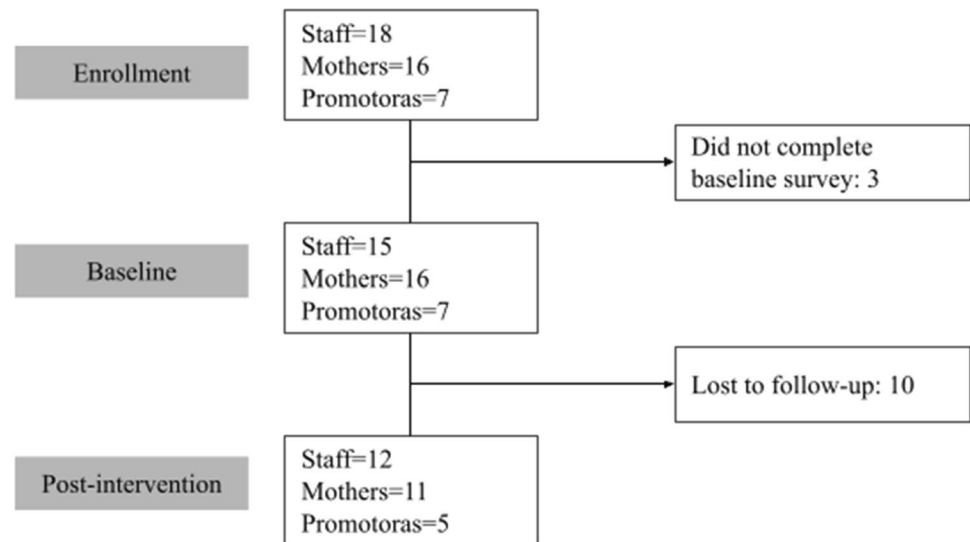 Enrollment
Staff=18
Mothers=16
Promotoras=7
Did not complete
baseline survey: 3
Baseline
Staff=15
Mothers=16
Promotoras=7
Lost to follow-up: 10
Post-intervention
Staff=12
Mothers=11
Promotoras=5